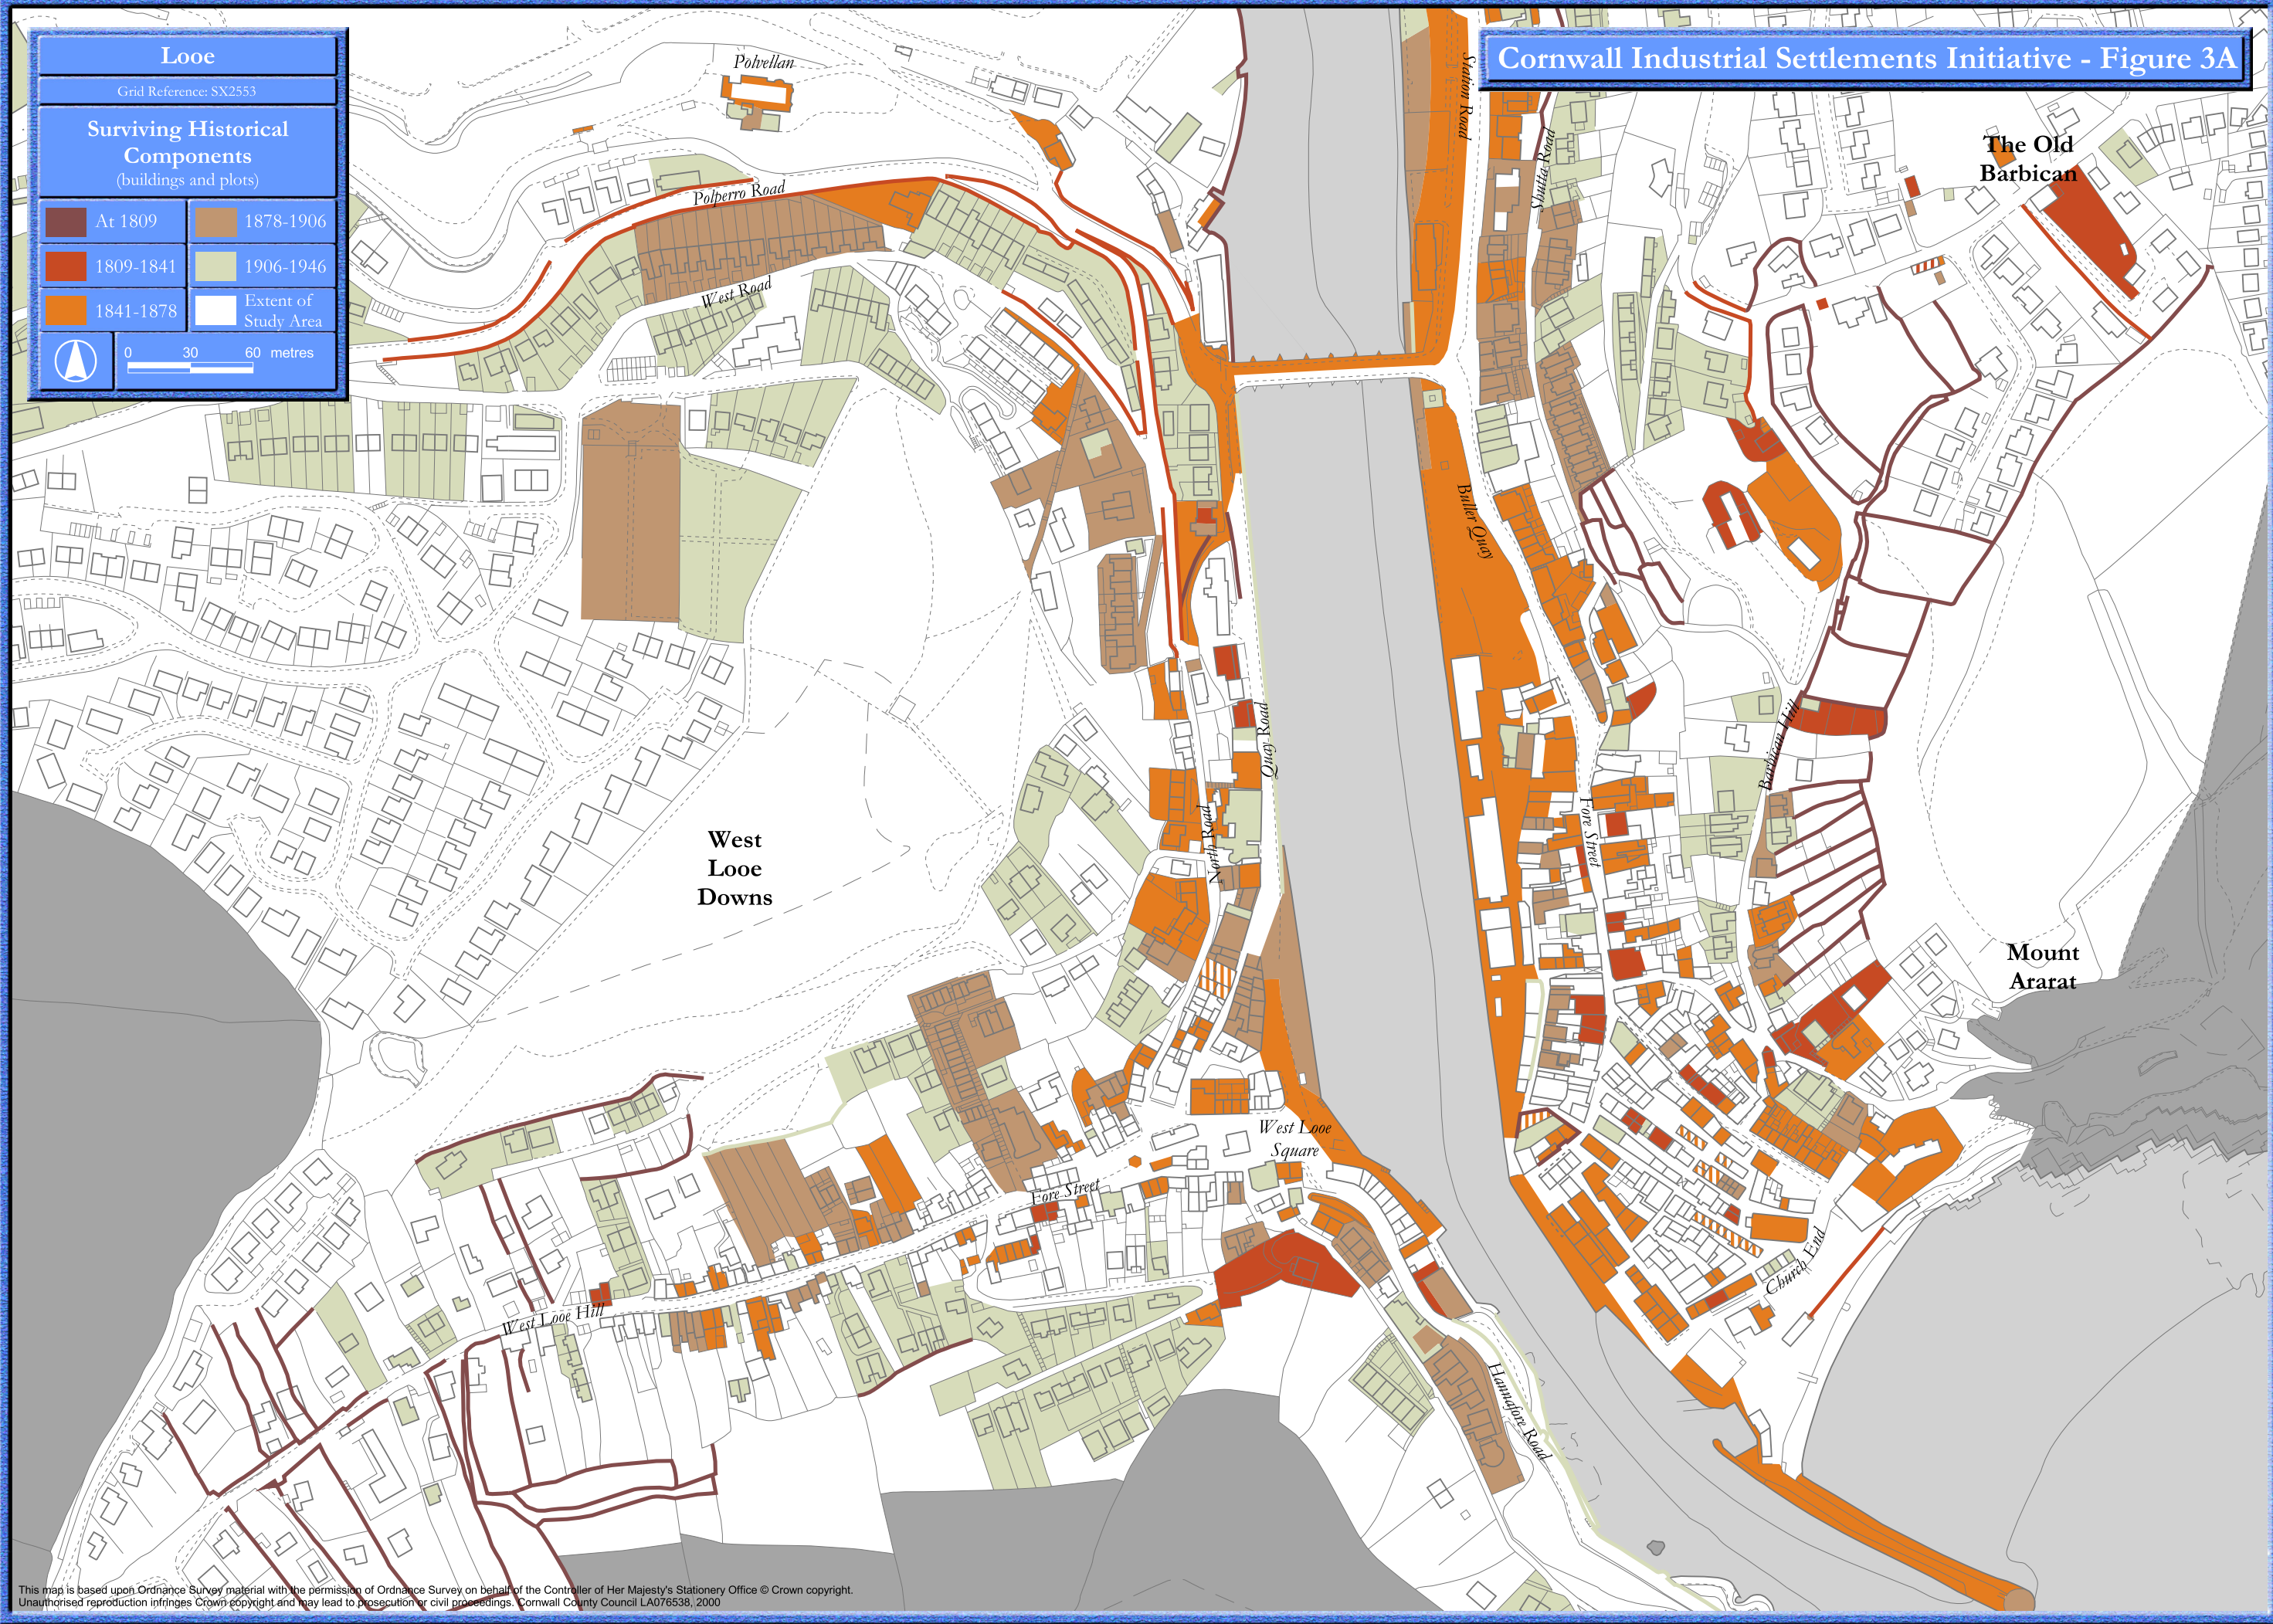 Looe
Grid Reference: SX2553
Surviving Historical
Components
(buildings and plots)
At 1809
1878-1906
1809-1841
1906-1946
1841-1878
Extent of
Study Area
0 30 60 metres
Cornwall Industrial Settlements Initiative - Figure 3A
Polvellan
Station Road
Shutta Road
The Old
Barbican
Polperro Road
West Road
Buller Quay
Quay Road
Barbican Hill
North Road
Fore Street
West
Looe
Downs
Mount
Ararat
West Looe
Square
Fore Street
Church End
West Looe Hill
Hannafore Road
This map is based upon Ordnance Survey material with the permission of Ordnance Survey on behalf of the Controller of Her Majesty's Stationery Office © Crown copyright.
Unauthorised reproduction infringes Crown copyright and may lead to prosecution or civil proceedings. Cornwall County Council LA076538, 2000